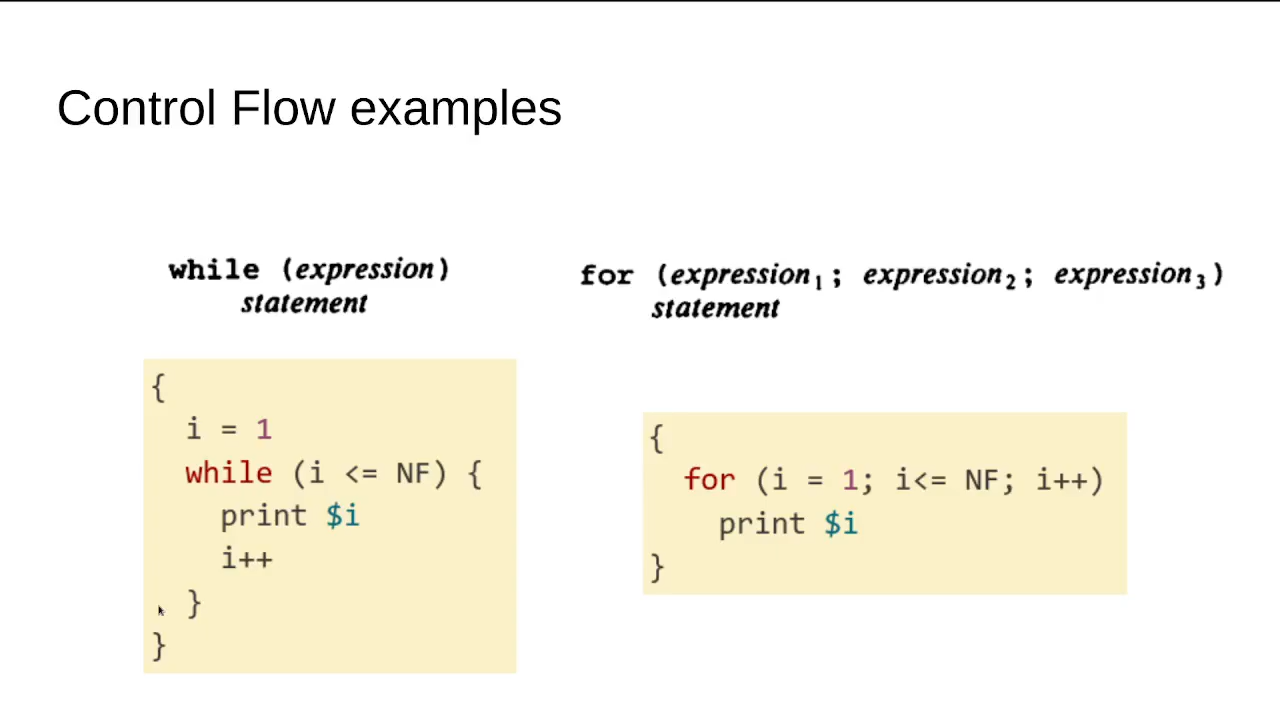 Control Flow examples
while (expression)
statement
{
i = 1
while (i <= NF) {
print $i
i++
}
}
for (expression1; expression2; expression3)
statement
{
for (i = 1; i<= NF; i++)
print $i
}